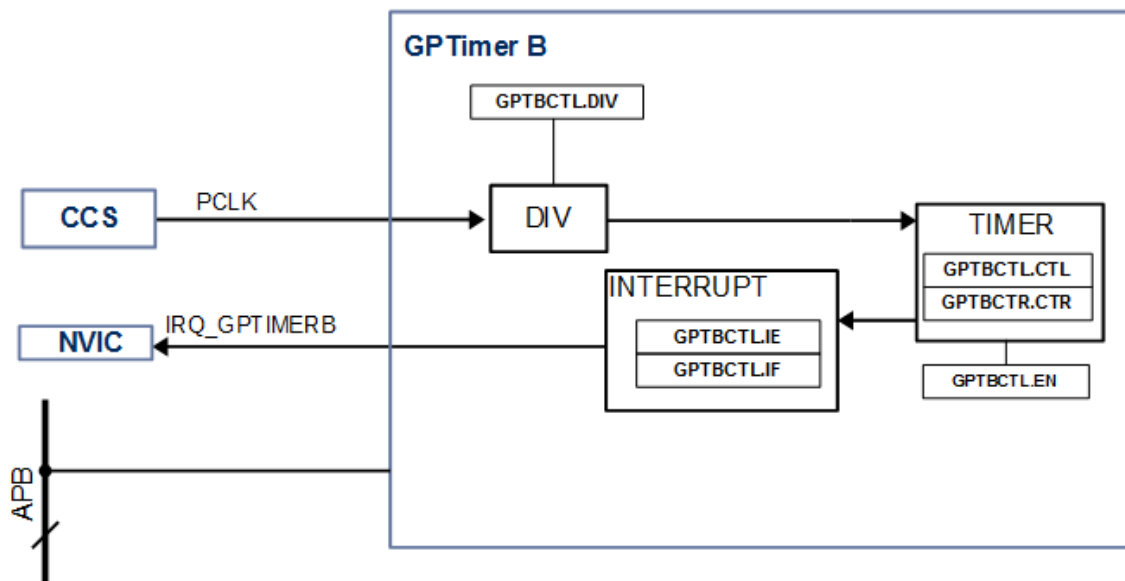 GPTimer B
GPTBCTL.DIV
CCS
PCLK
DIV
TIMER
GPTBCTL.CTL
GPTBCTR.CTR
INTERRUPT
GPTBCTL.IE
GPTBCTL.IF
NVIC
IRQ_GPTIMERB
GPTBCTL.EN
APB